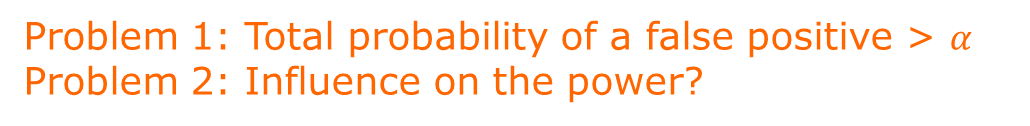 Problem 1: Total probability of a false positive > α
Problem 2: Influence on the power?